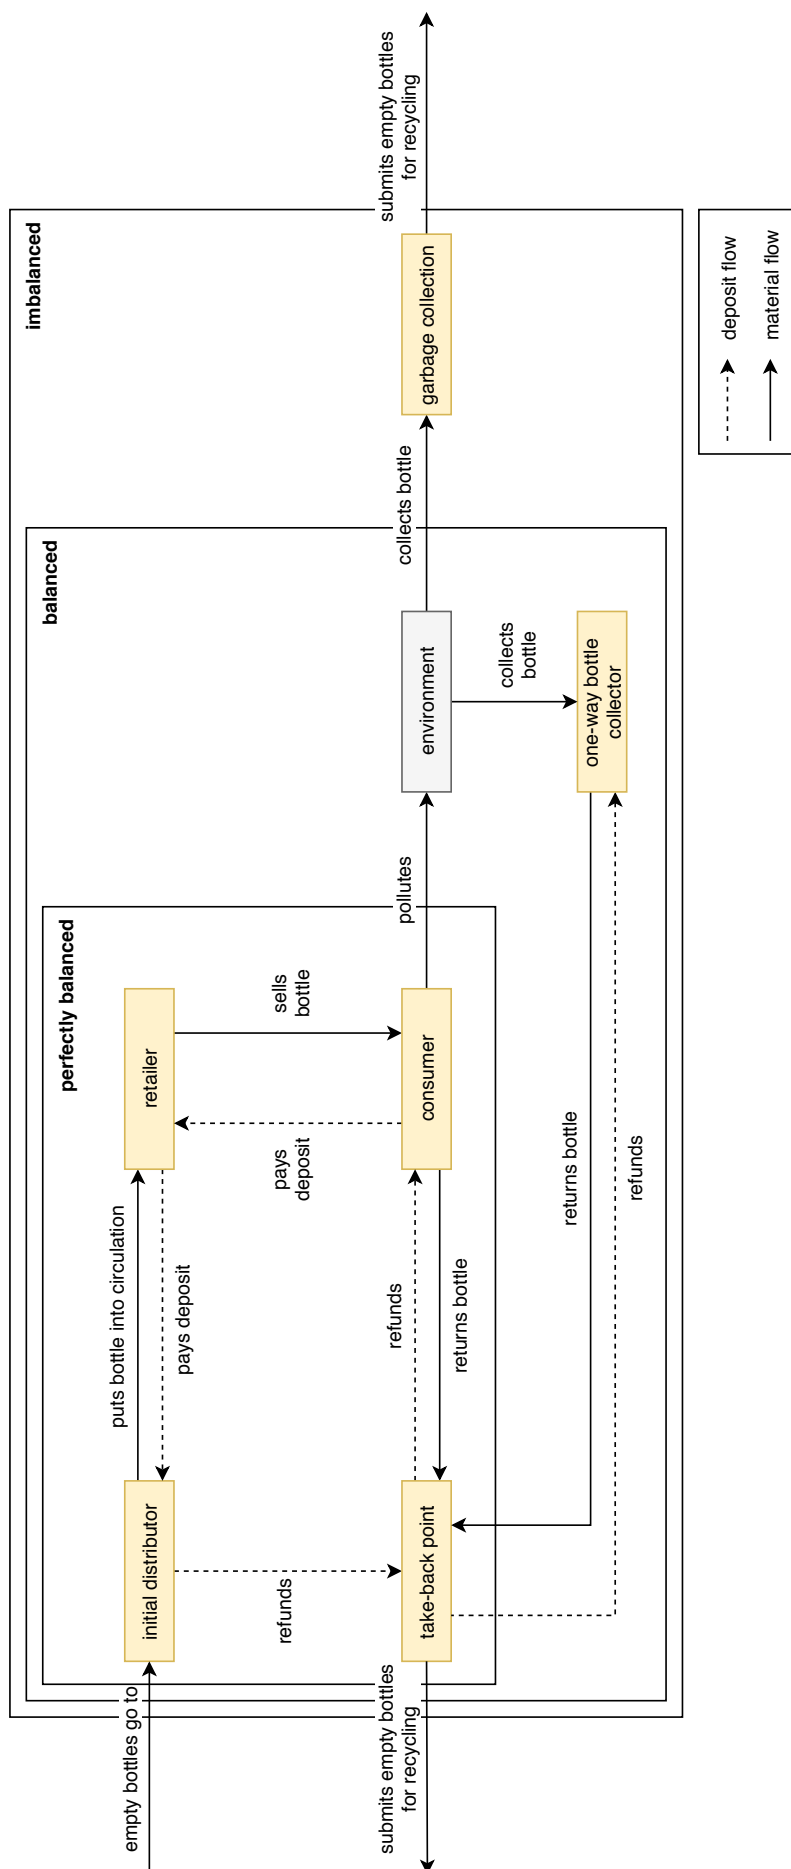 imbalanced
balanced
perfectly balanced
empty bottles go to
initial distributor
puts bottle into circulation
pays deposit
retailer
refunds
pays
deposit
sells
bottle
submits empty bottles
for recycling
take-back point
refunds
returns bottle
consumer
pollutes
environment
collects bottle
garbage collection
submits empty bottles
for recycling
collects
bottle
one-way bottle
collector
returns bottle
refunds
deposit flow
material flow